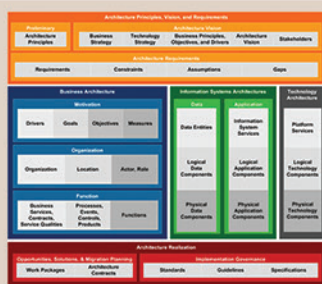 Architecture Principles, Vision, and Requirements
Preliminary
Architecture Vision
Architecture
Principles
Business
Strategy
Technology
Strategy
Business Principles,
Objectives, and Drivers
Architecture
Vision
Stakeholders
Architecture Requirements
Requirements
Constraints
Assumptions
Gaps
Business Architecture
Motivation
Drivers
Goals
Objectives
Measures
Organization
Organization
Location
Actor, Role
Function
Business
Services,
Contracts,
Service Qualities
Processes,
Events,
Controls,
Products
Functions
Information Systems Architectures
Data
Application
Data Entities
Information
System
Services
Logical
Data
Components
Logical
Application
Components
Physical
Data
Components
Physical
Application
Components
Technology
Architecture
Platform
Services
Logical
Technology
Components
Physical
Technology
Components
Architecture Realization
Opportunities, Solutions, & Migration Planning
Work Packages
Architecture
Contracts
Implementation Governance
Standards
Guidelines
Specifications